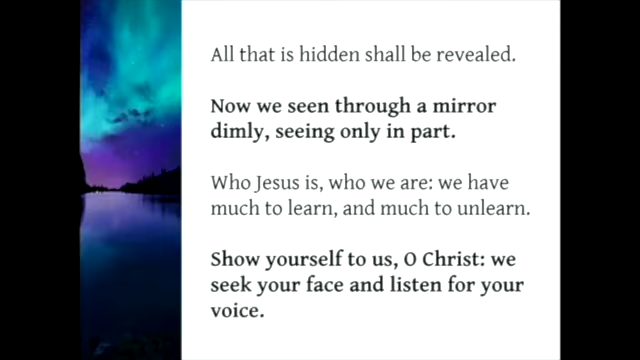 All that is hidden shall be revealed.
Now we seen through a mirror
dimly, seeing only in part.
Who Jesus is, who we are: we have
much to learn, and much to unlearn.
Show yourself to us, O Christ: we
seek your face and listen for your
voice.